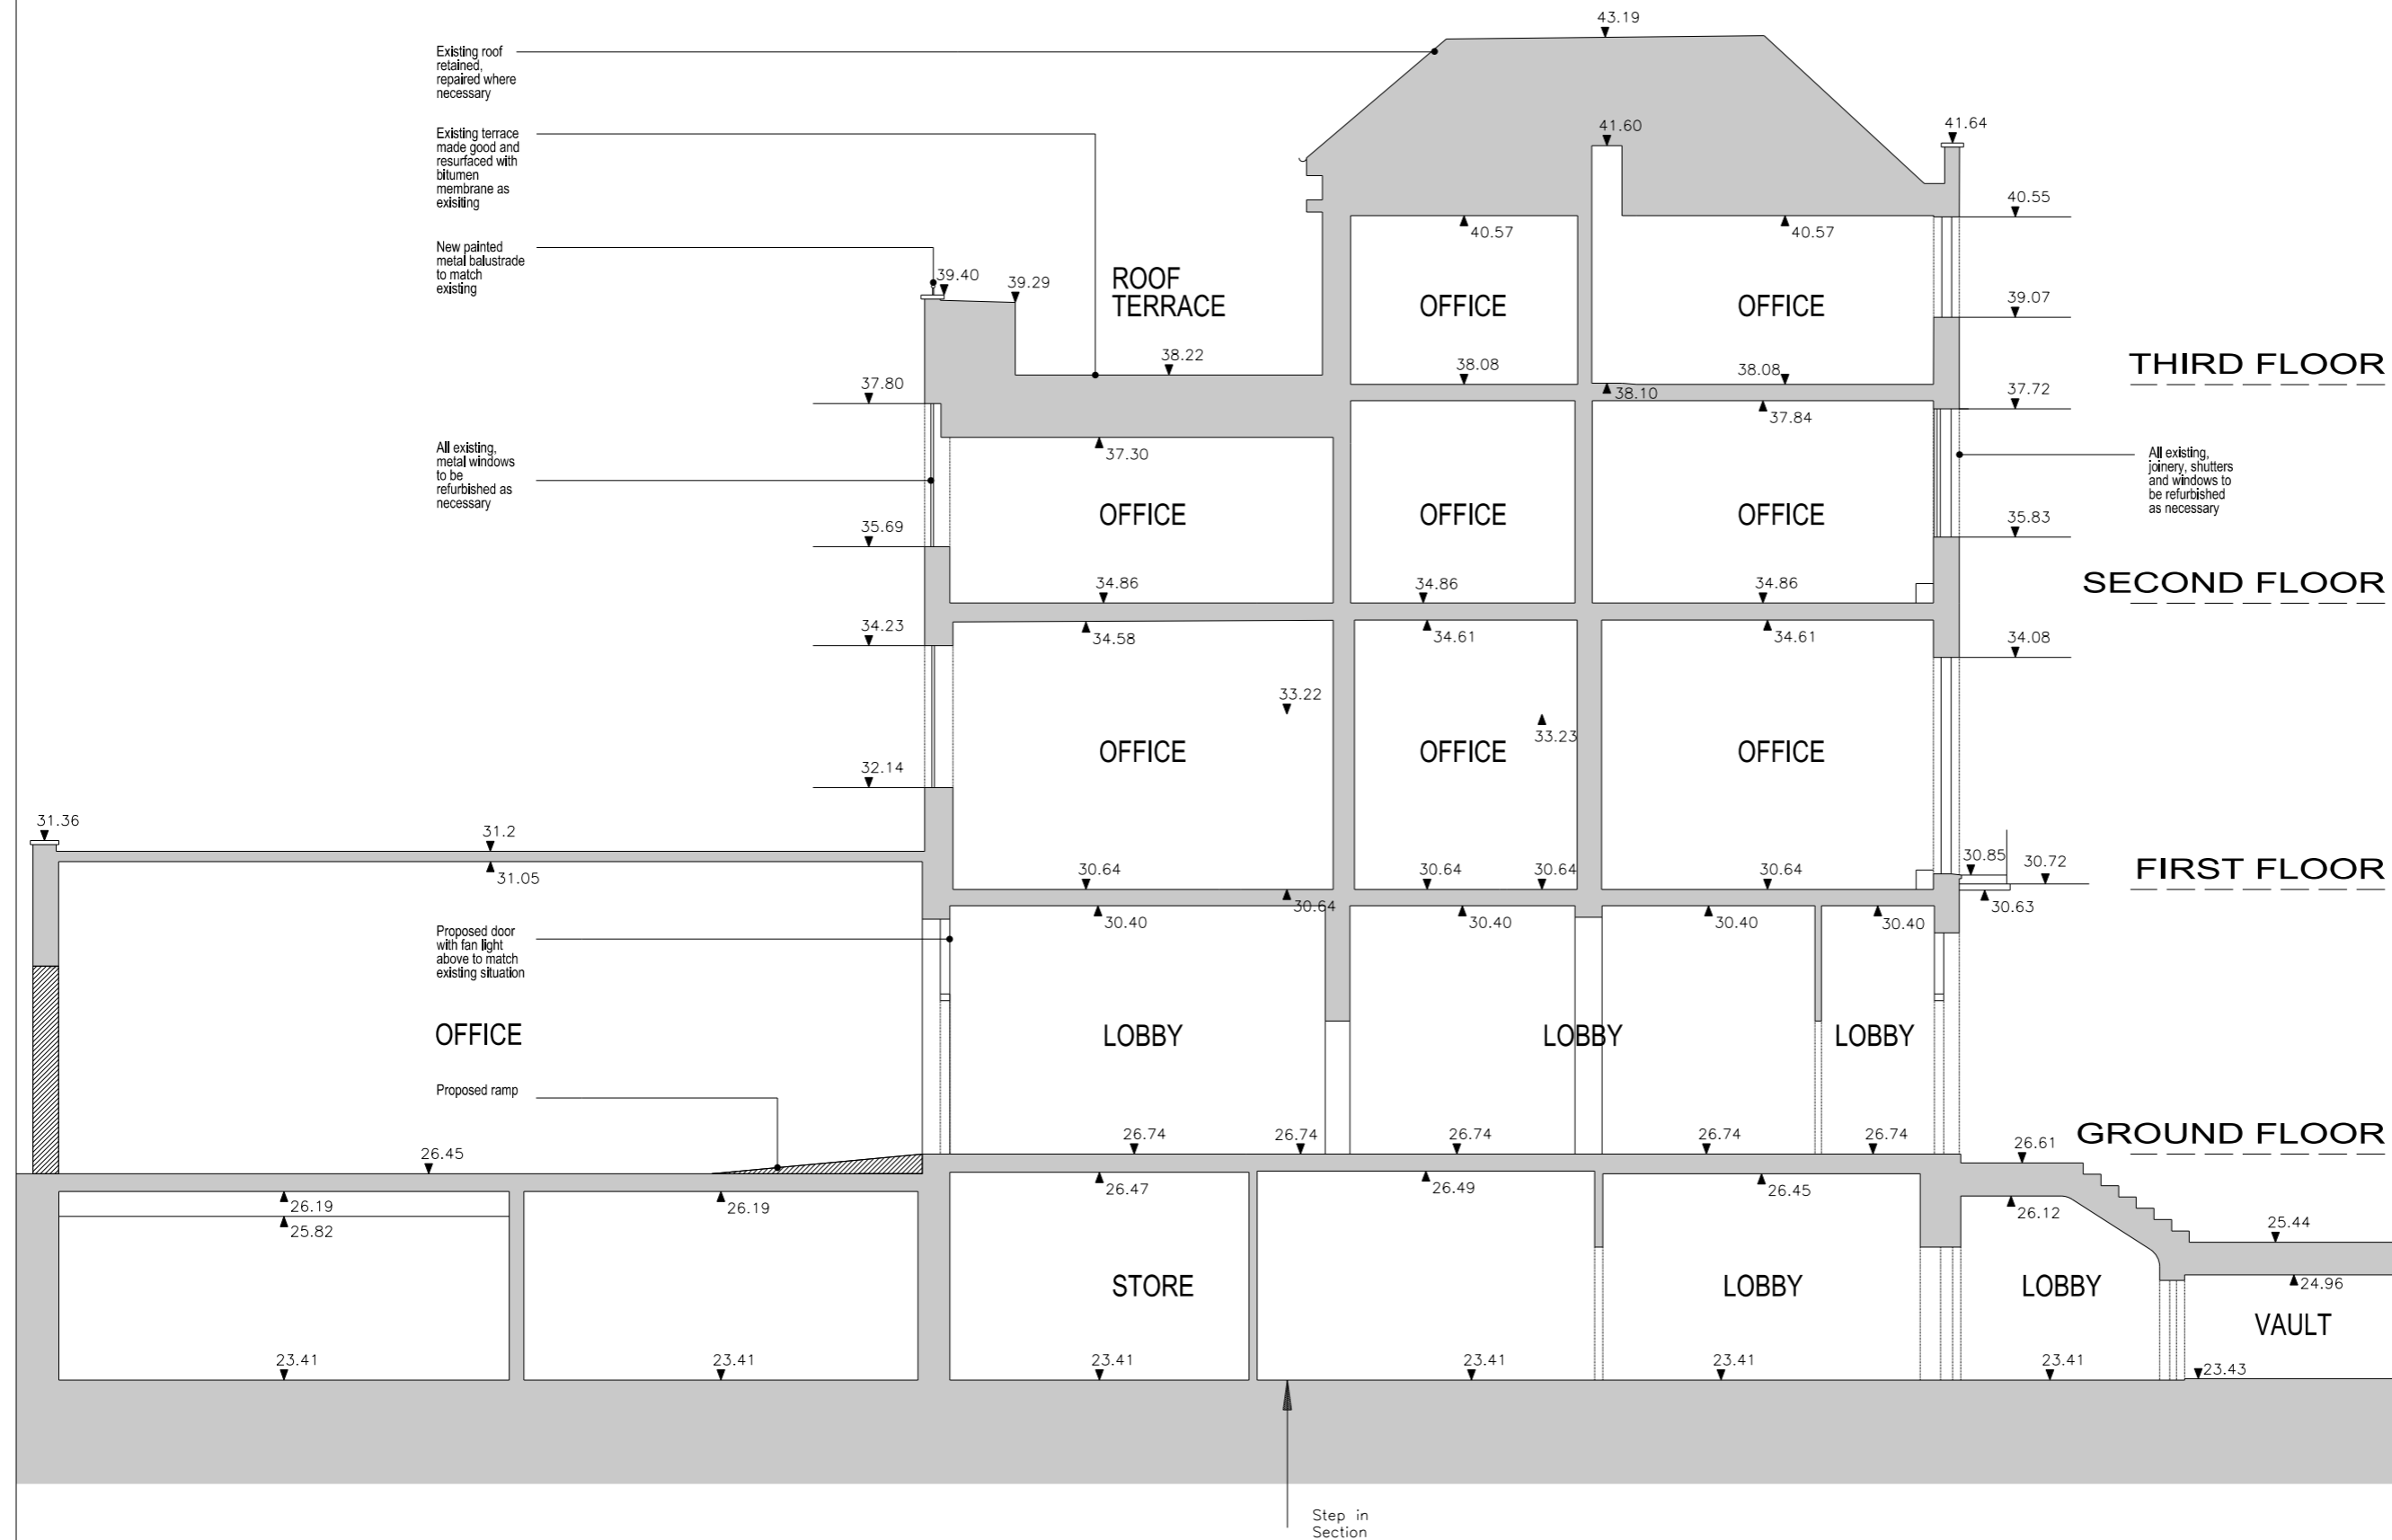 43.19
Existing roof
retained,
repaired where
necessary
41.60
41.64
Existing terrace
made good and
resurfaced with
bitumen
membrane as
exisiting
40.55
40.57
40.57
New painted
metal balustrade
to match
existing
39.40
39.29
ROOF
TERRACE
OFFICE
OFFICE
39.07
38.22
38.08
38.08
THIRD FLOOR
37.80
38.10
37.72
37.84
37.30
All existing,
metal windows
to be
refurbished as
necessary
All existing,
joinery, shutters
and windows to
be refurbished
as necessary
OFFICE
OFFICE
OFFICE
35.69
35.83
34.86
34.86
34.86
SECOND FLOOR
34.23
34.58
34.61
34.61
34.08
33.22
33.23
OFFICE
OFFICE
OFFICE
32.14
31.36
31.2
31.05
30.64
30.64
30.64
30.64
30.85
30.72
FIRST FLOOR
30.64
30.63
30.40
30.40
30.40
30.40
Proposed door
with fan light
above to match
existing situation
OFFICE
LOBBY
LOBBY
LOBBY
Proposed ramp
26.74
26.74
26.74
26.74
26.74
GROUND FLOOR
26.45
26.61
26.19
26.19
26.47
26.49
26.45
26.12
25.82
25.44
STORE
LOBBY
LOBBY
24.96
VAULT
23.41
23.41
23.41
23.41
23.41
23.41
23.43
Step in
Section